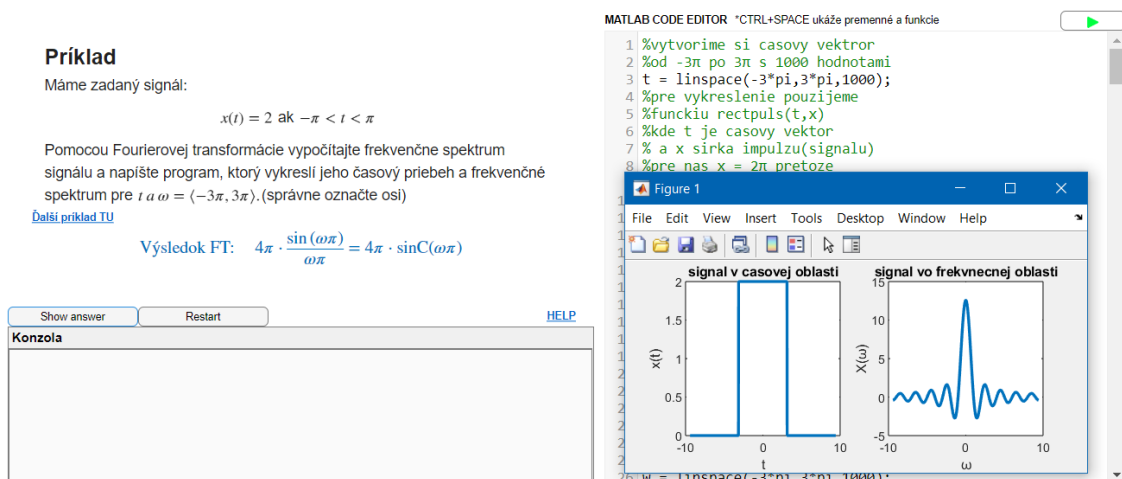 Príklad
Máme zadaný signál:
x(t) = 2 ak −π < t < π
Pomocou Fourierovej transformácie vypočítajte frekvenčne spektrum
signálu a napíšte program, ktorý vykreslí jeho časový priebeh a frekvenčné
spektrum pre t a ω = ⟨−3π, 3π⟩.(správne označte osi)
Ďalší príklad TU
Výsledok FT: 4π · sin (ωπ) / ωπ = 4π · sinC(ωπ)
Show answer Restart HELP
Konzola
MATLAB CODE EDITOR *CTRL+SPACE ukáže premenné a funkcie
1 %vytvorime si casovy vektror
2 %od -3π po 3π s 1000 hodnotami
3 t = linspace(-3*pi,3*pi,1000);
4 %pre vykreslenie pouzijeme
5 %funckiu rectpuls(t,x)
6 %kde t je casovy vektor
7 % a x sirka impulzu(signalu)
8 %pre nas x = 2π pretoze
Figure 1
File Edit View Insert Tools Desktop Window Help
signal v casovej oblasti
2
1.5
1
0.5
0
x(t)
-10 0 10
t
signal vo frekvnecnej oblasti
15
10
5
0
-5
X(ω)
-10 0 10
ω
26 w = linspace(-3*pi,3*pi,1000);